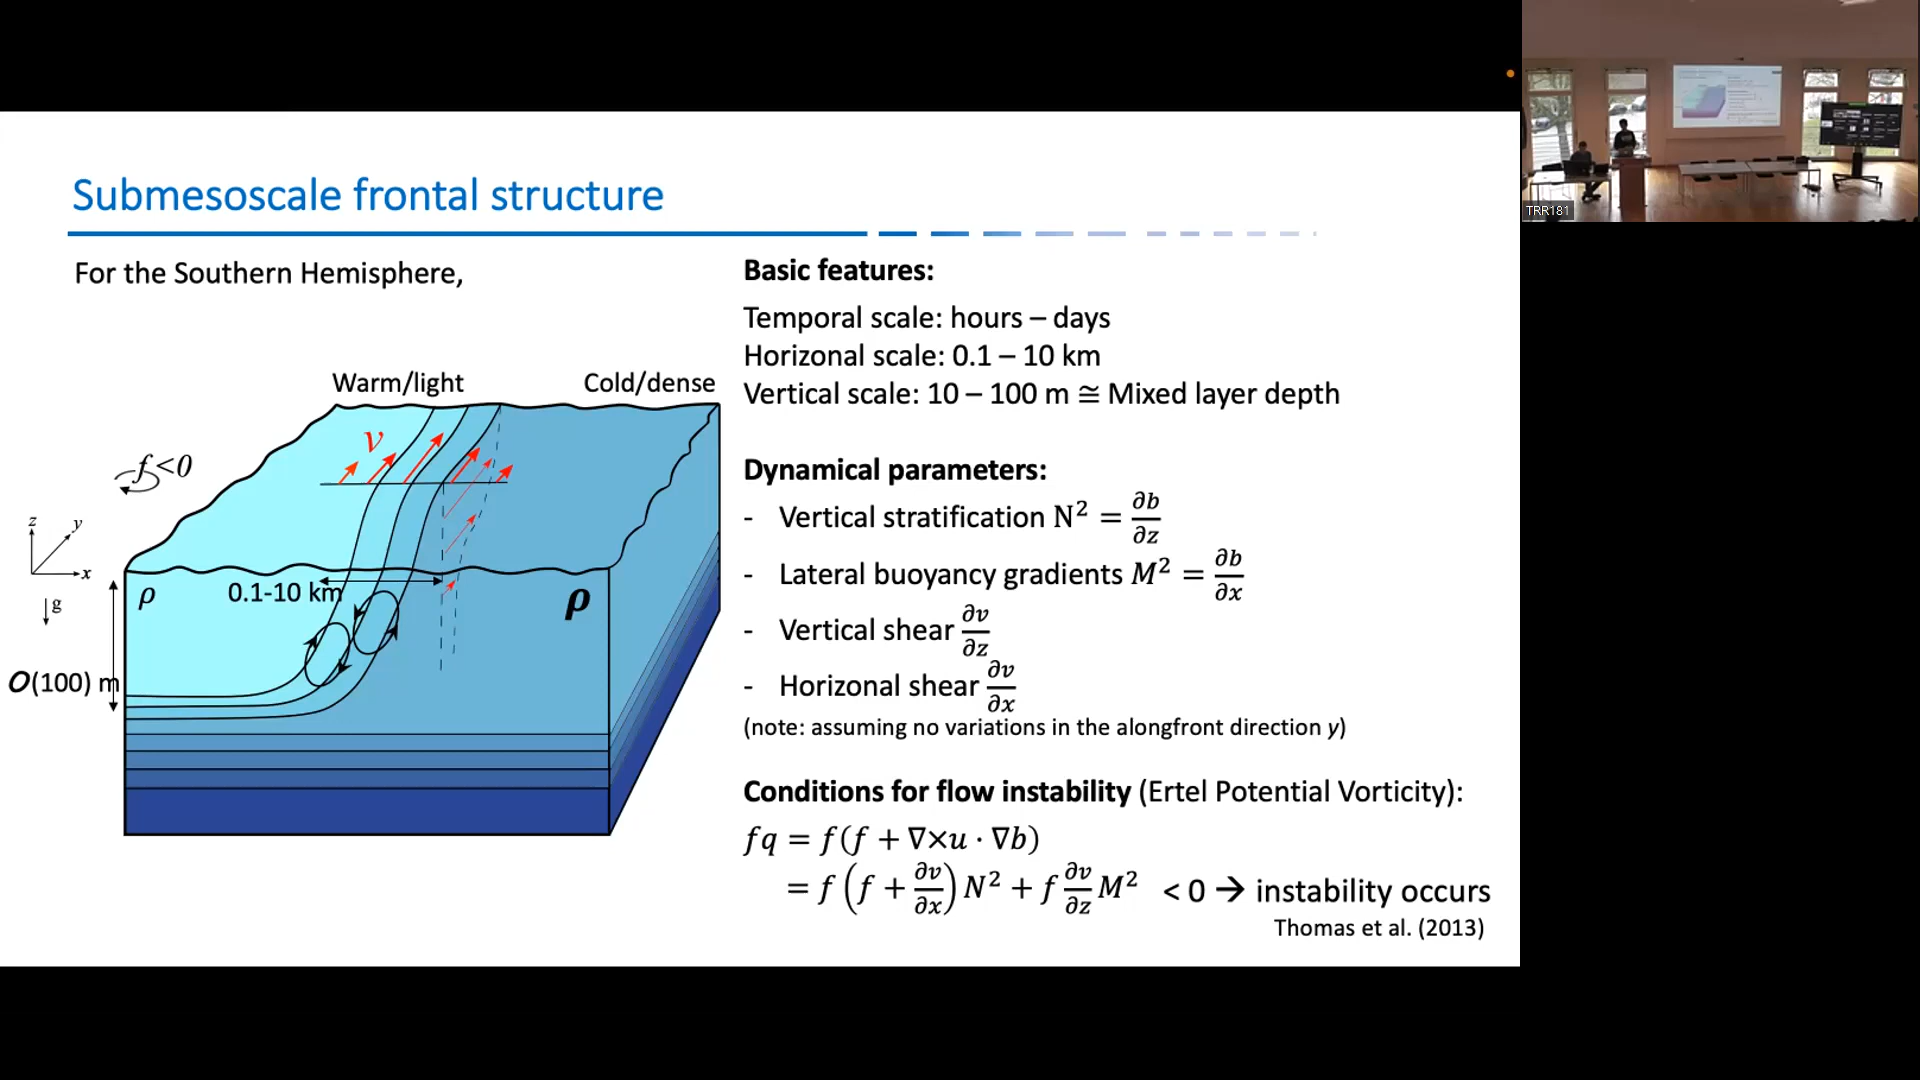 Submesoscale frontal structure
For the Southern Hemisphere,
Warm/light
Cold/dense
v
f<0
z
y
x
g
ρ
0.1-10 km
ρ
O(100) m
Basic features:
Temporal scale: hours – days
Horizonal scale: 0.1 – 10 km
Vertical scale: 10 – 100 m ≅ Mixed layer depth
Dynamical parameters:
- Vertical stratification N² = ∂b/∂z
- Lateral buoyancy gradients M² = ∂b/∂x
- Vertical shear ∂v/∂z
- Horizonal shear ∂v/∂x
(note: assuming no variations in the alongfront direction y)
Conditions for flow instability (Ertel Potential Vorticity):
fq = f(f + ∇×u · ∇b)
= f(f + ∂v/∂x)N² + f ∂v/∂z M² < 0 → instability occurs
Thomas et al. (2013)
TRR181